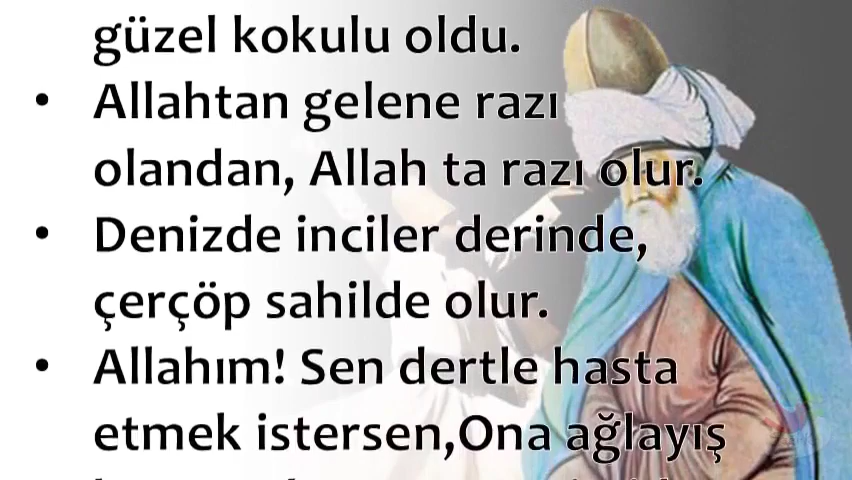 güzel kokulu oldu.
• Allahtan gelene razı
olandan, Allah ta razı olur.
• Denizde inciler derinde,
çerçöp sahilde olur.
• Allahım! Sen dertle hasta
etmek istersen,Ona ağlayış